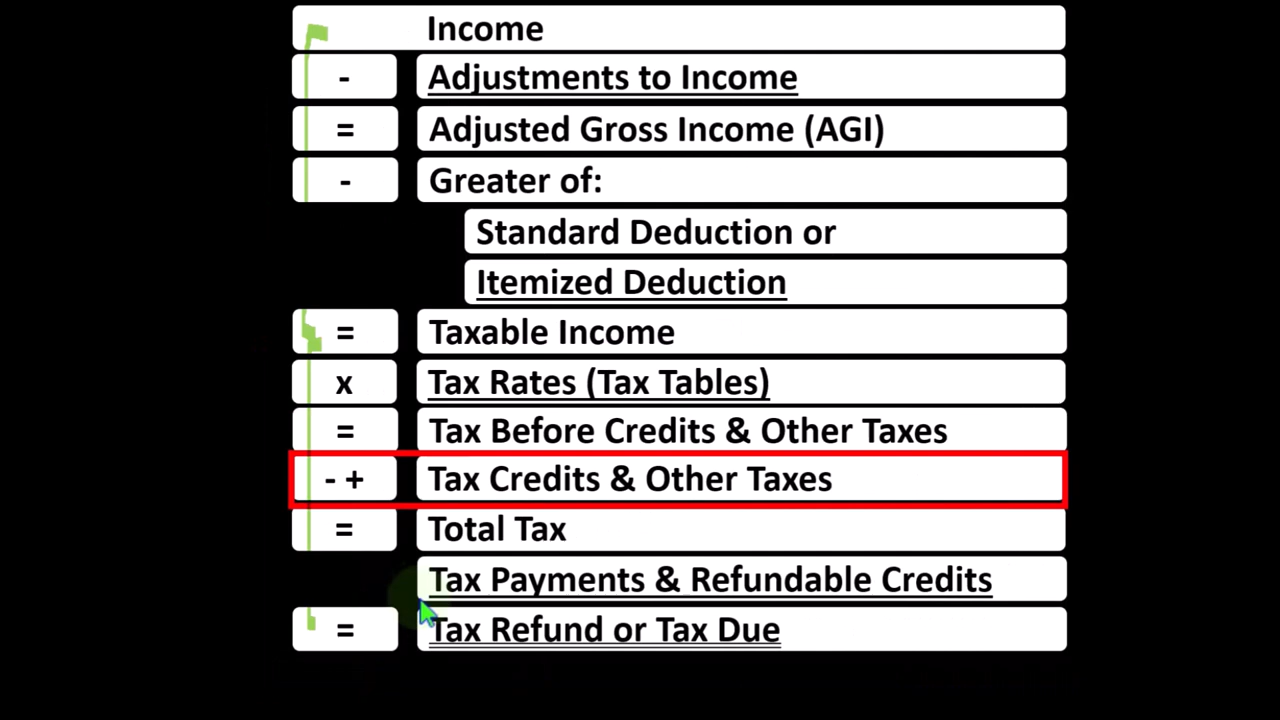 Income
- Adjustments to Income
= Adjusted Gross Income (AGI)
- Greater of:
Standard Deduction or
Itemized Deduction
= Taxable Income
x Tax Rates (Tax Tables)
= Tax Before Credits & Other Taxes
- + Tax Credits & Other Taxes
= Total Tax
Tax Payments & Refundable Credits
= Tax Refund or Tax Due